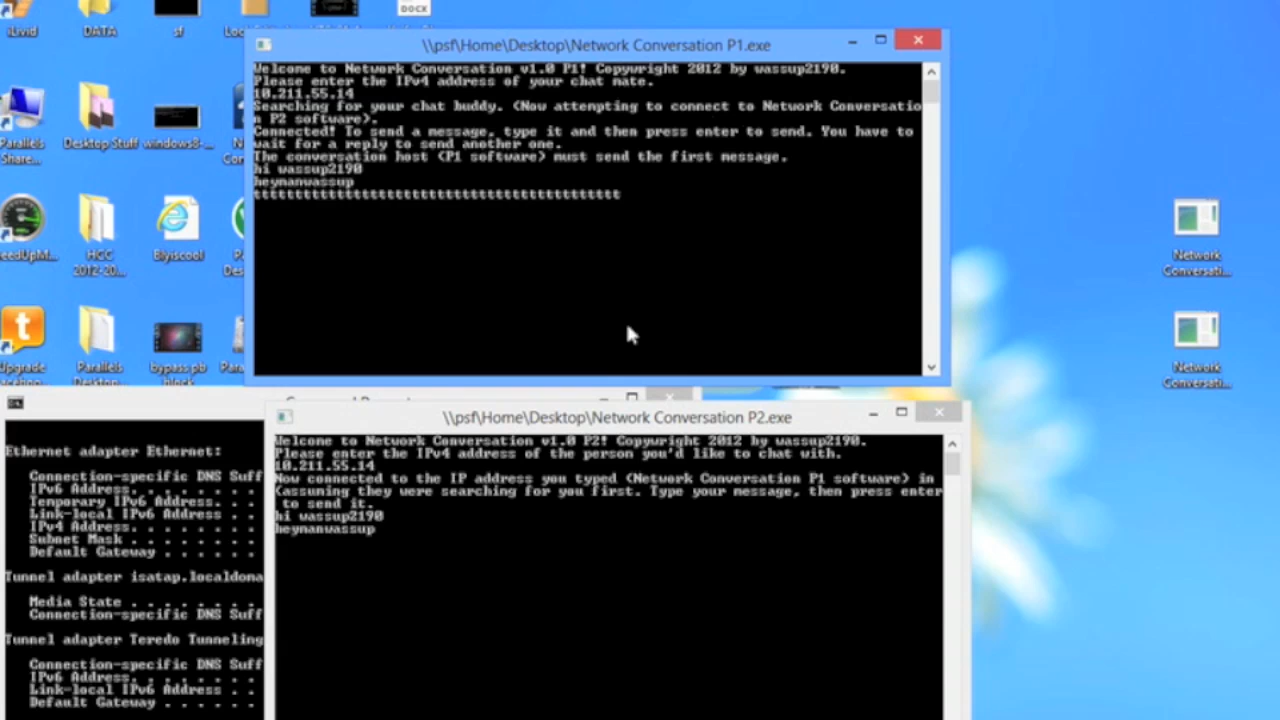 iLivid
DATA
sf
DOCX
\\psf\Home\Desktop\Network Conversation P1.exe
Welcome to Network Conversation v1.0 P1! Copywright 2012 by wassup2190.
Please enter the IPv4 address of your chat mate.
10.211.55.14
Searching for your chat buddy. (Now attempting to connect to Network Conversatio
n P2 software).
Connected! To send a message, type it and then press enter to send. You have to
wait for a reply to send another one.
The conversation host (P1 software) must send the first message.
hi wassup2190
heymanwassup
tttttttttttttttttttttttttttttttttttttttttttt
Parallels
Share...
Desktop Stuff
windows8-...
eedUpM...
HCC
2012-20...
Blyiscool
Upgrade
Parallels
Desktop...
bypass pb
block
Network
Conversati...
Network
Conversati...
\\psf\Home\Desktop\Network Conversation P2.exe
Welcome to Network Conversation v1.0 P2! Copywright 2012 by wassup2190.
Please enter the IPv4 address of the person you'd like to chat with.
10.211.55.14
Now connected to the IP address you typed (Network Conversation P1 software) in
(assuming they were searching for you first. Type your message, then press enter
to send it.
hi wassup2190
heymanwassup
Ethernet adapter Ethernet:
Connection-specific DNS Suff
IPv6 Address. . . . . . . .
Temporary IPv6 Address. . .
Link-local IPv6 Address . .
IPv4 Address. . . . . . . .
Subnet Mask . . . . . . . .
Default Gateway . . . . . .
Tunnel adapter isatap.localdoma
Media State . . . . . . . .
Connection-specific DNS Suff
Tunnel adapter Teredo Tunneling
Connection-specific DNS Suff
IPv6 Address. . . . . . . .
Link-local IPv6 Address . .
Default Gateway . . . . . .